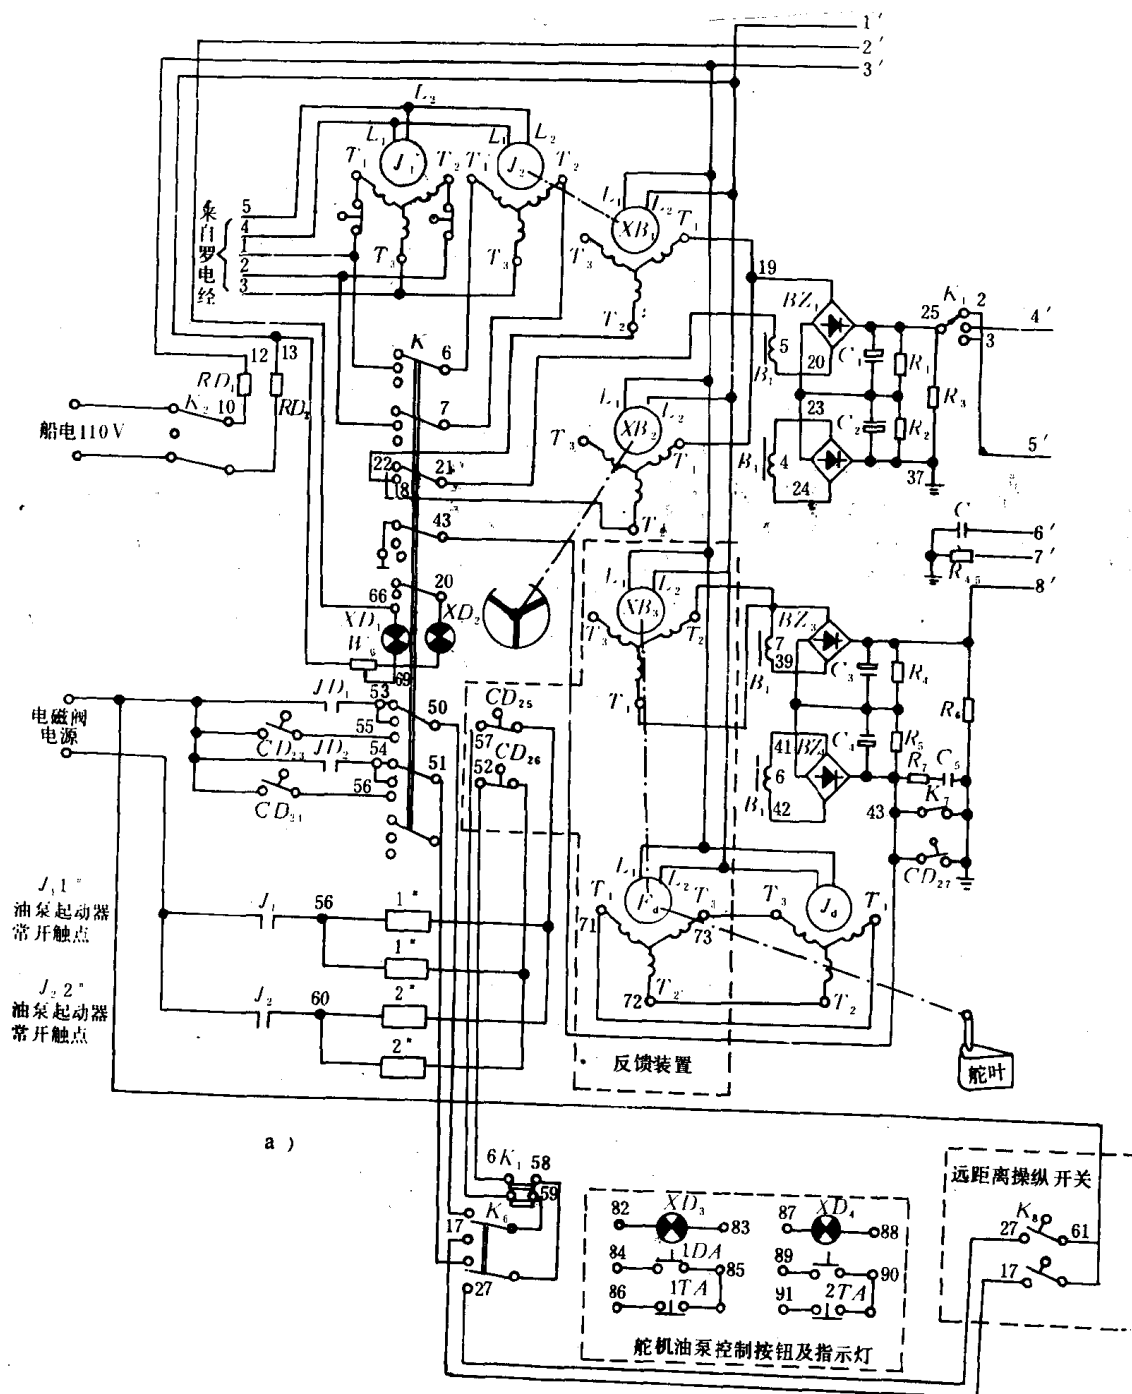 1′
2′
3′
L₂
L₁
L₁
L₂
T₁
J₁
T₂
T₁
J₂
T₂
来自罗电经
5
4
1
2
3
T₃
T₃
L₁
L₂
XB₁
T₁
T₃
T₂
19
BZ₁
25
K₁
2
4′
3
12
13
K
6
5
20
C₁
R₁
B₁
RD₁
K₂
10
RD₂
R₃
船电110V
7
L₁
L₂
XB₂
T₃
T₁
23
C₂
R₂
B₁
4
24
37
5′
22
21
18
43
C
6′
7′
R₄₅
8′
66
20
XD₁
XD₂
W₆
69
L₁
L₂
XB₃
T₃
T₂
T₁
BZ₃
7
39
B₁
C₃
R₄
R₆
电磁阀
电源
JD₁
53
50
CD₂₅
57
CD₂₃
55
JD₂
54
51
CD₂₆
52
56
41
BZ₄
C₄
R₅
R₇
C₅
6
42
B₁
43
K₇
CD₂₇
J₁1″
油泵起动器
常开触点
J₁
56
1″
1″
J₂2″
油泵起动器
常开触点
J₂
60
2″
2″
L₁
L₂
T₁
F_d
T₃
T₃
J_d
T₁
71
73
72
T₂
T₂
反馈装置
舵叶
a)
6K₁
58
59
K₆
17
27
82
XD₃
83
87
XD₄
88
84
1DA
85
89
90
86
1TA
91
2TA
舵机油泵控制按钮及指示灯
远距离操纵开关
K₈
27
61
17